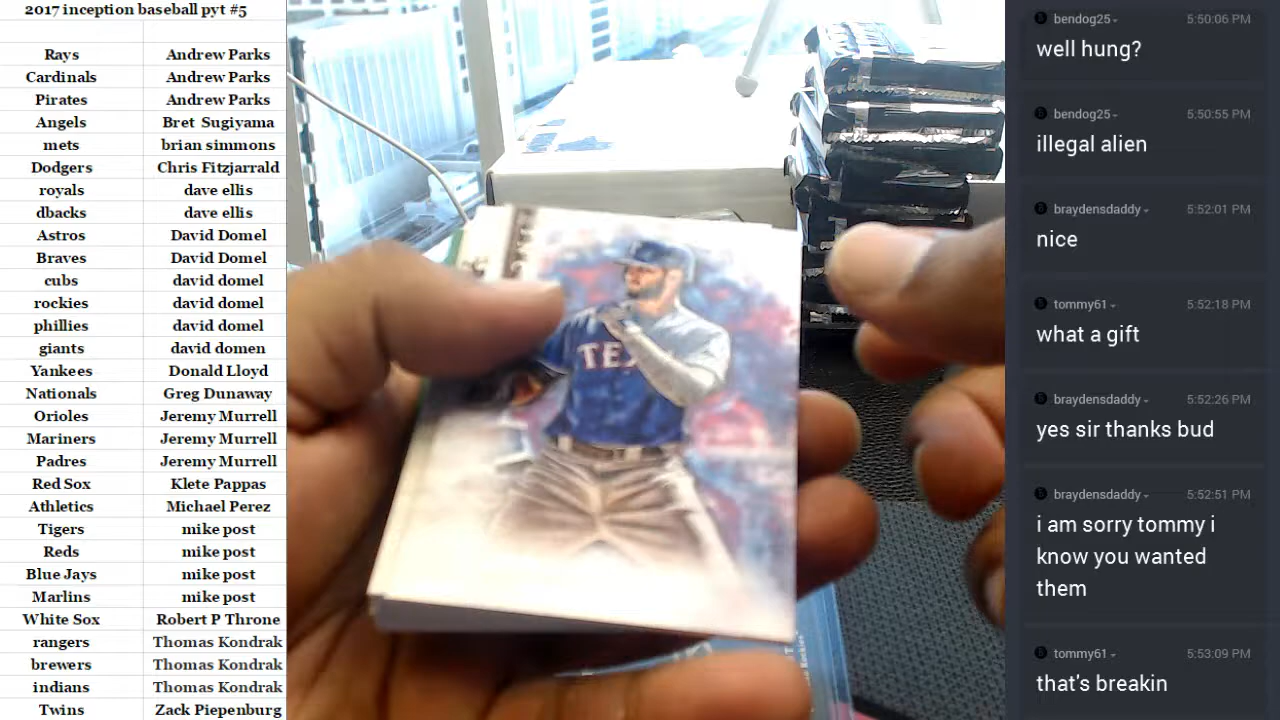 2017 inception baseball pyt #5
Rays Andrew Parks
Cardinals Andrew Parks
Pirates Andrew Parks
Angels Bret Sugiyama
mets brian simmons
Dodgers Chris Fitzjarrald
royals dave ellis
dbacks dave ellis
Astros David Domel
Braves David Domel
cubs david domel
rockies david domel
phillies david domel
giants david domen
Yankees Donald Lloyd
Nationals Greg Dunaway
Orioles Jeremy Murrell
Mariners Jeremy Murrell
Padres Jeremy Murrell
Red Sox Klete Pappas
Athletics Michael Perez
Tigers mike post
Reds mike post
Blue Jays mike post
Marlins mike post
White Sox Robert P Throne
rangers Thomas Kondrak
brewers Thomas Kondrak
indians Thomas Kondrak
Twins Zack Piepenburg
bendog25 5:50:06 PM
well hung?
bendog25 5:50:55 PM
illegal alien
braydensdaddy 5:52:01 PM
nice
tommy61 5:52:18 PM
what a gift
braydensdaddy 5:52:26 PM
yes sir thanks bud
braydensdaddy 5:52:51 PM
i am sorry tommy i
know you wanted
them
tommy61 5:53:09 PM
that's breakin